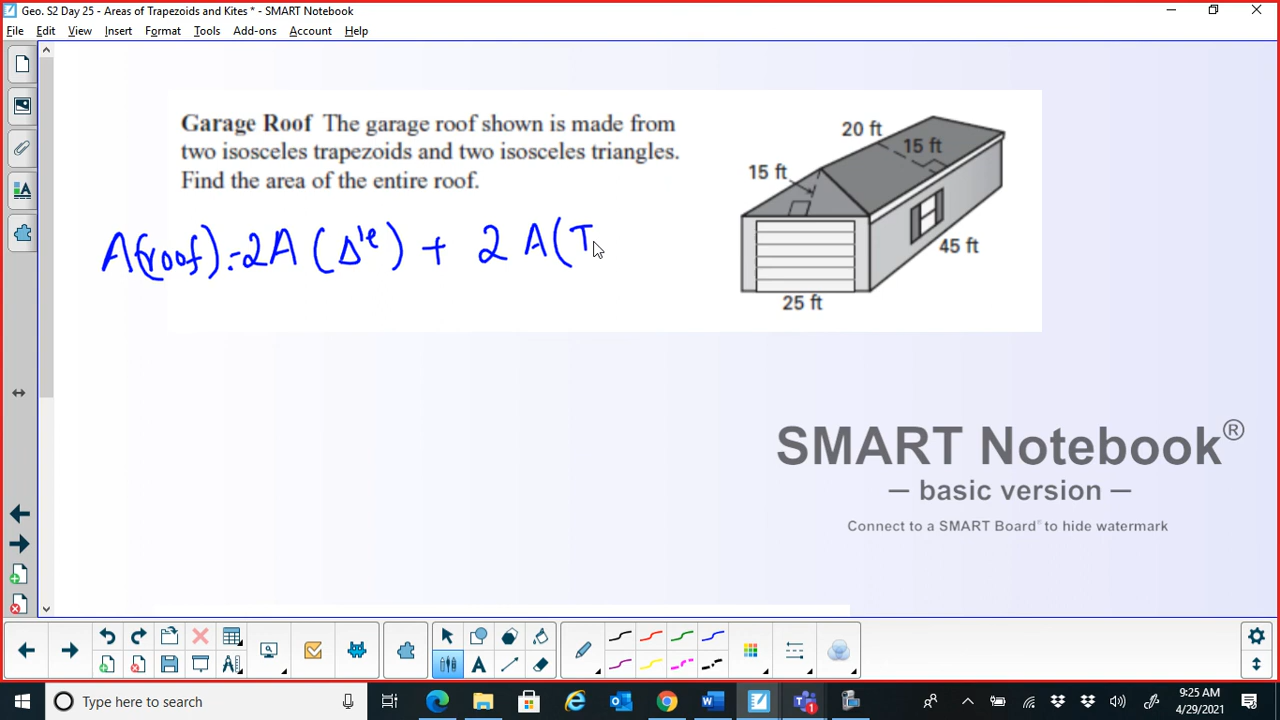 Geo. S2 Day 25 - Areas of Trapezoids and Kites * - SMART Notebook
File Edit View Insert Format Tools Add-ons Account Help
Garage Roof The garage roof shown is made from
two isosceles trapezoids and two isosceles triangles.
Find the area of the entire roof.
20 ft
15 ft
15 ft
45 ft
25 ft
A(roof) = 2A (Δ'le) + 2 A(T
SMART Notebook®
— basic version —
Connect to a SMART Board® to hide watermark
Type here to search
9:25 AM
4/29/2021